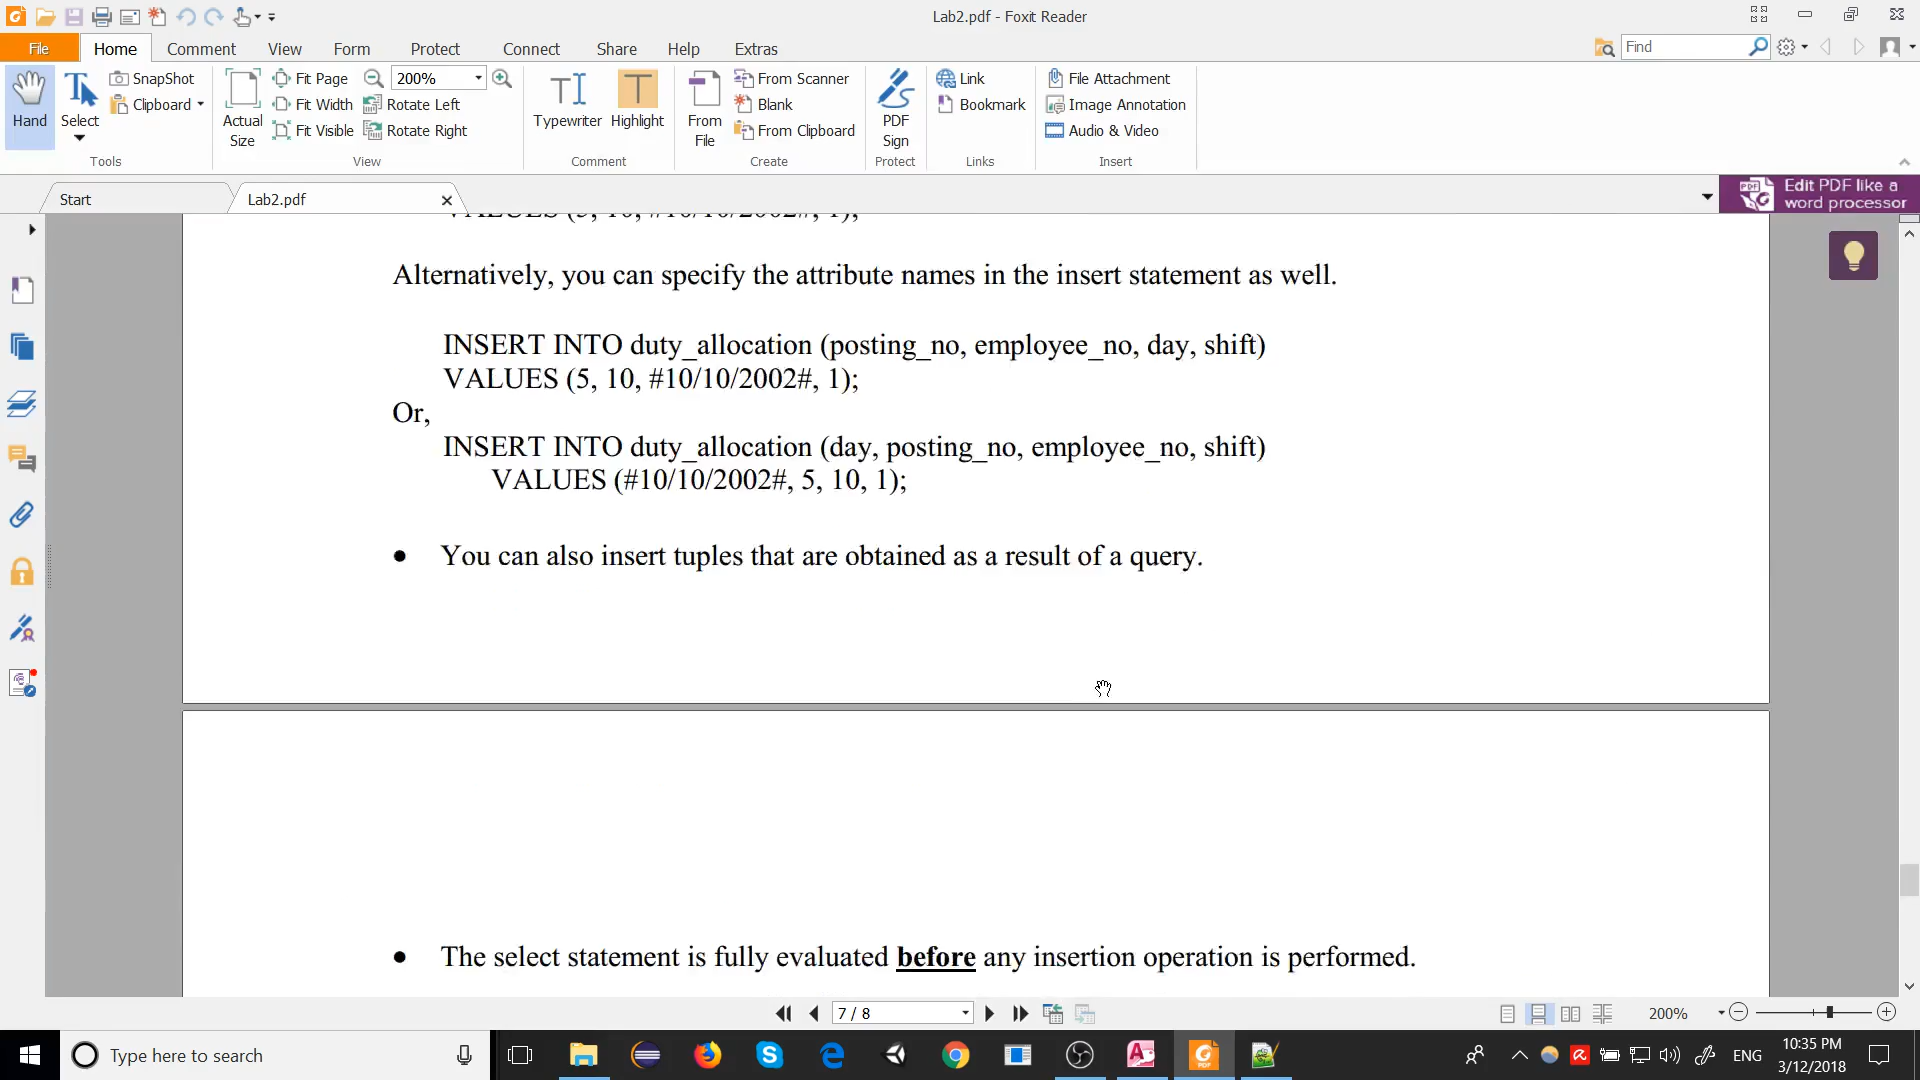 Lab2.pdf - Foxit Reader
File Home Comment View Form Protect Connect Share Help Extras
Find
Hand
Select
SnapShot
Clipboard
Tools
Actual
Size
Fit Page
Fit Width
Fit Visible
200%
Rotate Left
Rotate Right
View
Typewriter
Highlight
Comment
From
File
From Scanner
Blank
From Clipboard
Create
PDF
Sign
Protect
Link
Bookmark
Links
File Attachment
Image Annotation
Audio & Video
Insert
Start
Lab2.pdf
Edit PDF like a
word processor
VALUES (5, 10, #10/10/2002#, 1);
Alternatively, you can specify the attribute names in the insert statement as well.
INSERT INTO duty_allocation (posting_no, employee_no, day, shift)
VALUES (5, 10, #10/10/2002#, 1);
Or,
INSERT INTO duty_allocation (day, posting_no, employee_no, shift)
VALUES (#10/10/2002#, 5, 10, 1);
● You can also insert tuples that are obtained as a result of a query.
● The select statement is fully evaluated before any insertion operation is performed.
7 / 8
200%
Type here to search
ENG
10:35 PM
3/12/2018